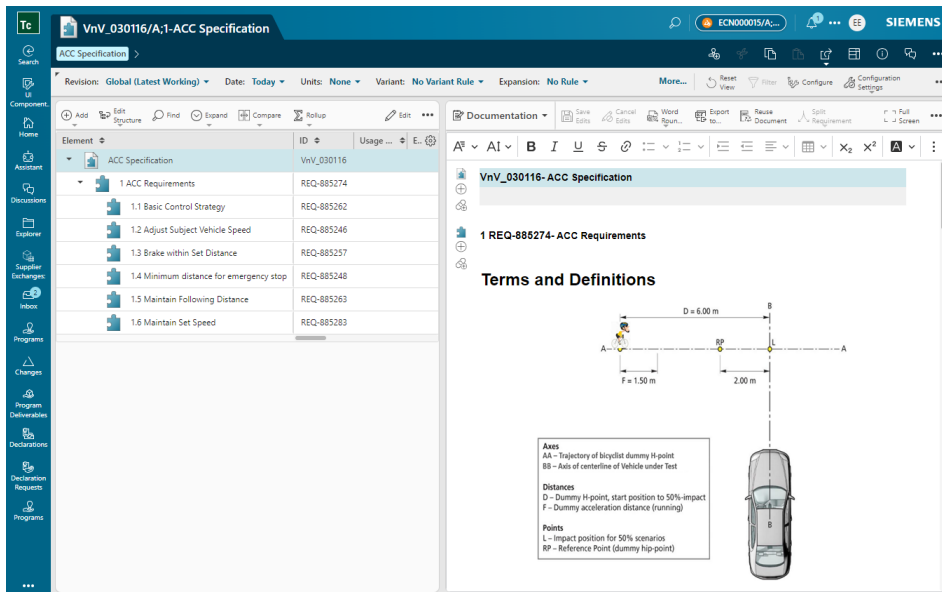 Tc
VnV_030116/A;1-ACC Specification
ECN000015/A;...
EE
SIEMENS
ACC Specification
Revision: Global (Latest Working)
Date: Today
Units: None
Variant: No Variant Rule
Expansion: No Rule
More...
Reset View
Filter
Configure
Configuration Settings
Search
UI Component.
Home
Assistant
Discussions
Explorer
Supplier Exchanges:
2
Inbox
Programs
Changes
Program Deliverables
Declarations
Declaration Requests
Programs
Add
Edit Structure
Find
Expand
Compare
Rollup
Edit
Element
ID
Usage ...
E..
ACC Specification VnV_030116
1 ACC Requirements REQ-885274
1.1 Basic Control Strategy REQ-885262
1.2 Adjust Subject Vehicle Speed REQ-885246
1.3 Brake within Set Distance REQ-885257
1.4 Minimum distance for emergency stop REQ-885248
1.5 Maintain Following Distance REQ-885263
1.6 Maintain Set Speed REQ-885283
Documentation
Save Edits
Cancel Edits
Word Roun...
Export to...
Reuse Document
Split Requirement
Full Screen
B I U S
X₂ X² A
VnV_030116- ACC Specification
1 REQ-885274- ACC Requirements
Terms and Definitions
B
D = 6.00 m
A
RP
L
A
F = 1.50 m
2.00 m
Axes
AA – Trajectory of bicyclist dummy H-point
BB – Axis of centerline of Vehicle under Test
Distances
D – Dummy H-point, start position to 50%-impact
F – Dummy acceleration distance (running)
Points
L – Impact position for 50% scenarios
RP – Reference Point (dummy hip-point)
B